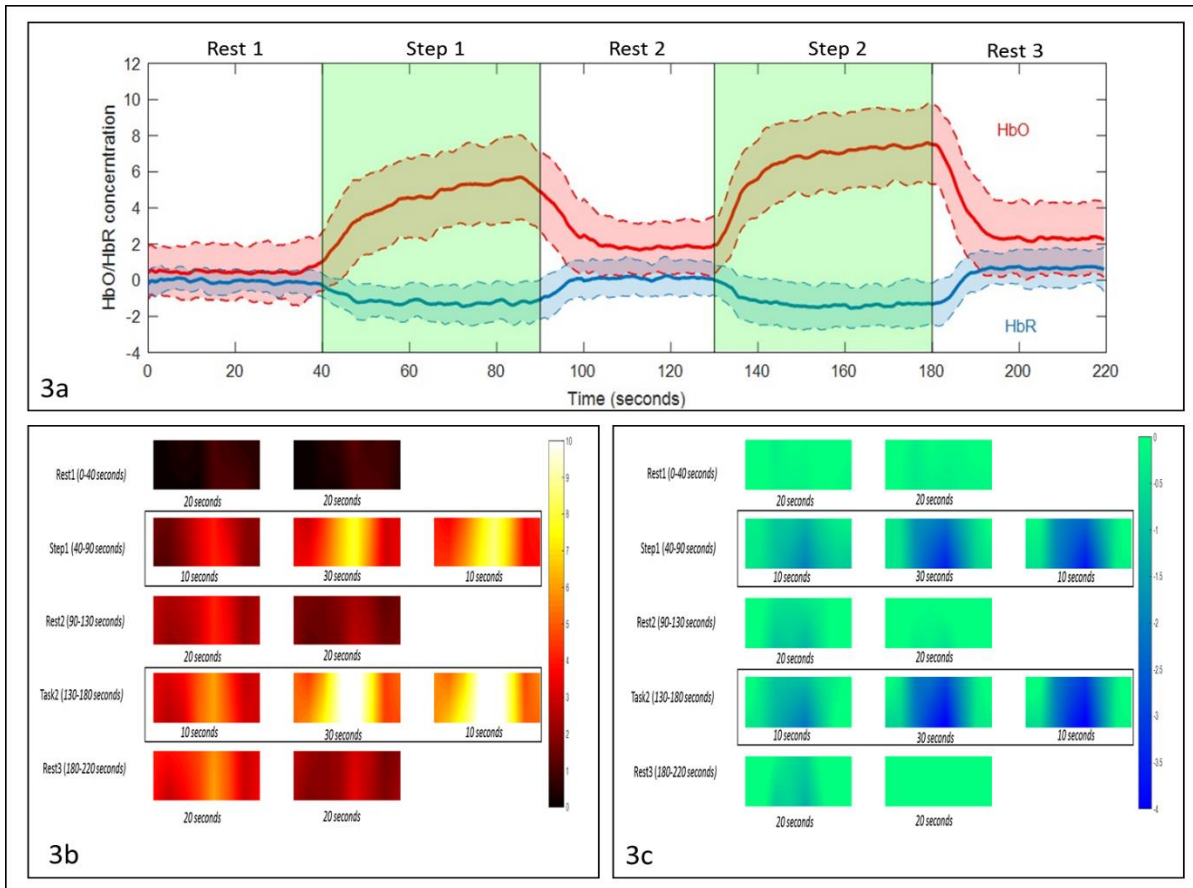 Rest 1 Step 1 Rest 2 Step 2 Rest 3
12
10
8
6
4
2
0
-2
-4
HbO/HbR concentration
HbO
HbR
0 20 40 60 80 100 120 140 160 180 200 220
Time (seconds)
3a
Rest1 (0-40 seconds)
20 seconds 20 seconds
Step1 (40-90 seconds)
10 seconds 30 seconds 10 seconds
Rest2 (90-130 seconds)
20 seconds 20 seconds
Task2 (130-180 seconds)
10 seconds 30 seconds 10 seconds
Rest3 (180-220 seconds)
20 seconds 20 seconds
10
9
8
7
6
5
4
3
2
1
0
3b
20 seconds 20 seconds
Rest1 (0-40 seconds)
Step1 (40-90 seconds)
10 seconds 30 seconds 10 seconds
Rest2 (90-130 seconds)
20 seconds 20 seconds
Task2 (130-180 seconds)
10 seconds 30 seconds 10 seconds
Rest3 (180-220 seconds)
20 seconds 20 seconds
0
-0.5
-1
-1.5
-2
-2.5
-3
-3.5
-4
3c